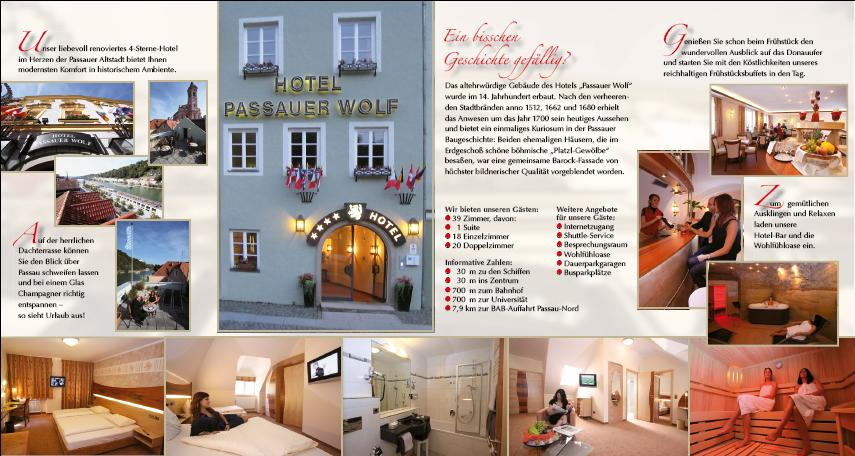 Unser liebevoll renoviertes 4-Sterne-Hotel
im Herzen der Passauer Altstadt bietet Ihnen
modernsten Komfort in historischem Ambiente.
HOTEL
PASSAUER WOLF
Auf der herrlichen
Dachterrasse können
Sie den Blick über
Passau schweifen lassen
und bei einem Glas
Champagner richtig
entspannen –
so sieht Urlaub aus!
HOTEL
PASSAUER WOLF
HOTEL
Ein bisschen
Geschichte gefällig?
Das altehrwürdige Gebäude des Hotels „Passauer Wolf“
wurde im 14. Jahrhundert erbaut. Nach den verheeren-
den Stadtbränden anno 1512, 1662 und 1680 erhielt
das Anwesen um das Jahr 1700 sein heutiges Aussehen
und bietet ein einmaliges Kuriosum in der Passauer
Baugeschichte: Beiden ehemaligen Häusern, die im
Erdgeschoß schöne böhmische „Platzl-Gewölbe“
besaßen, war eine gemeinsame Barock-Fassade von
höchster bildnerischer Qualität vorgeblendet worden.
Wir bieten unseren Gästen:
39 Zimmer, davon:
1 Suite
18 Einzelzimmer
20 Doppelzimmer
Informative Zahlen:
30 m zu den Schiffen
30 m ins Zentrum
700 m zum Bahnhof
700 m zur Universität
7,9 km zur BAB-Auffahrt Passau-Nord
Weitere Angebote
für unsere Gäste:
Internetzugang
Shuttle-Service
Besprechungsraum
Wohlfühloase
Dauerparkgaragen
Busparkplätze
Genießen Sie schon beim Frühstück den
wundervollen Ausblick auf das Donauufer
und starten Sie mit den Köstlichkeiten unseres
reichhaltigen Frühstücksbuffets in den Tag.
Zum gemütlichen
Ausklingen und Relaxen
laden unsere
Hotel-Bar und die
Wohlfühloase ein.